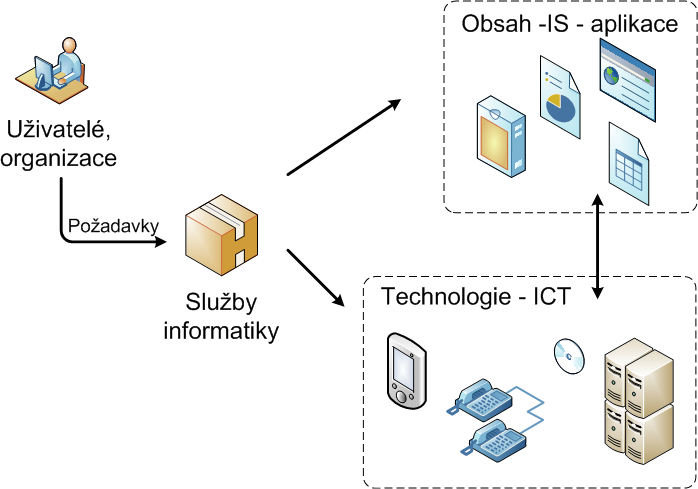 Obsah -IS - aplikace
Uživatelé,
organizace
Požadavky
Služby
informatiky
Technologie - ICT